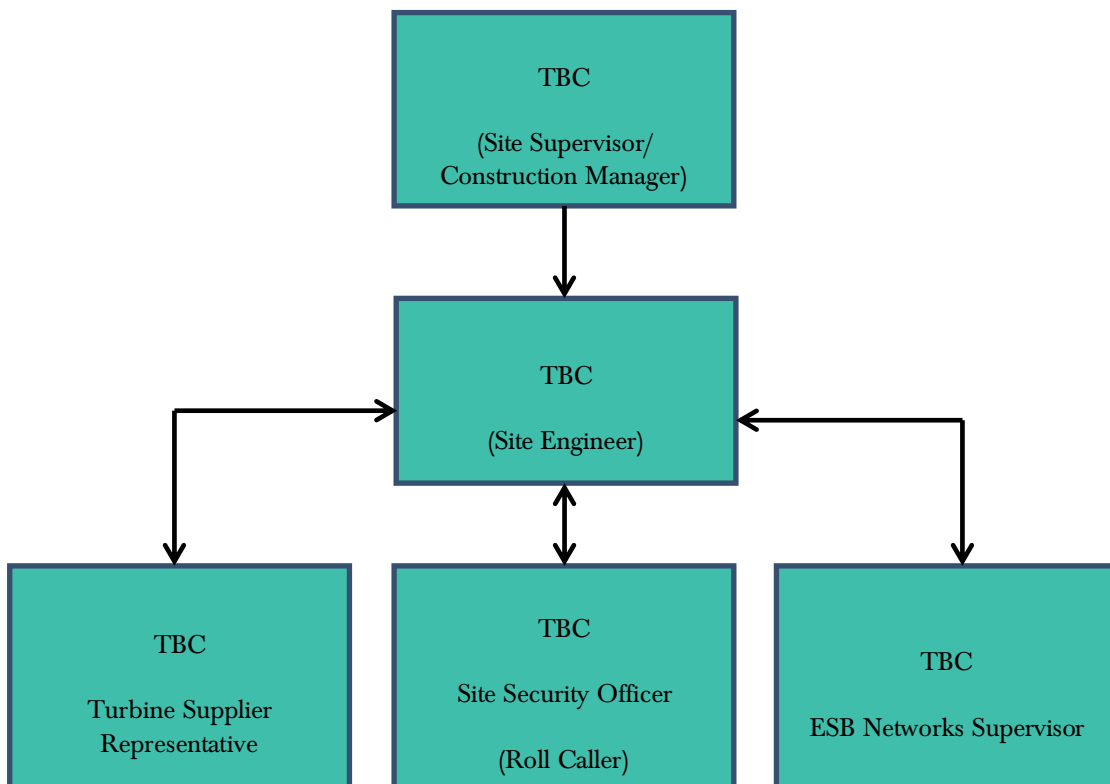 TBC
(Site Supervisor/
Construction Manager)
TBC
(Site Engineer)
TBC
Turbine Supplier
Representative
TBC
Site Security Officer
(Roll Caller)
TBC
ESB Networks Supervisor